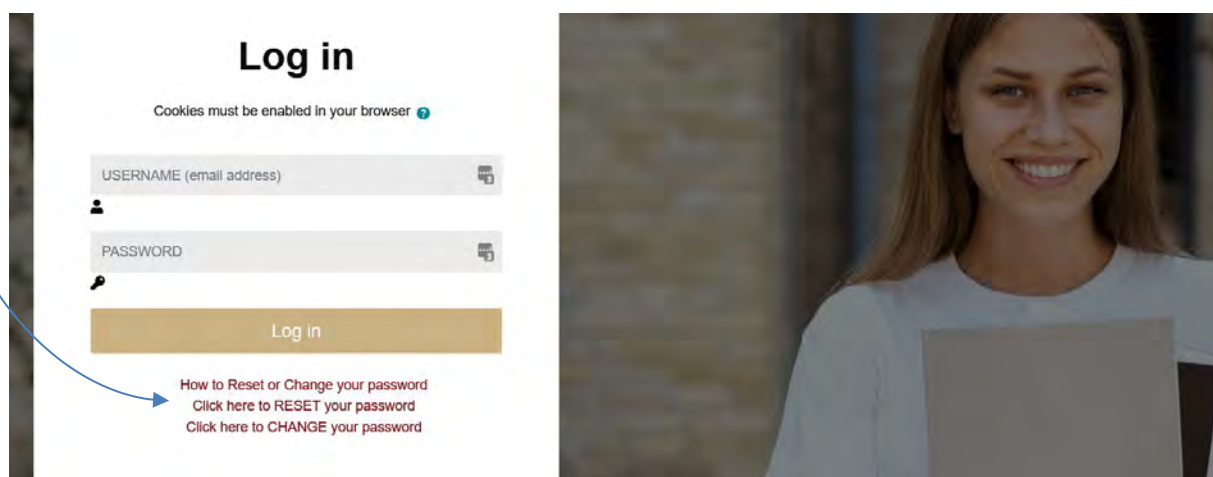 Log in
Cookies must be enabled in your browser
USERNAME (email address)
PASSWORD
Log in
How to Reset or Change your password
Click here to RESET your password
Click here to CHANGE your password